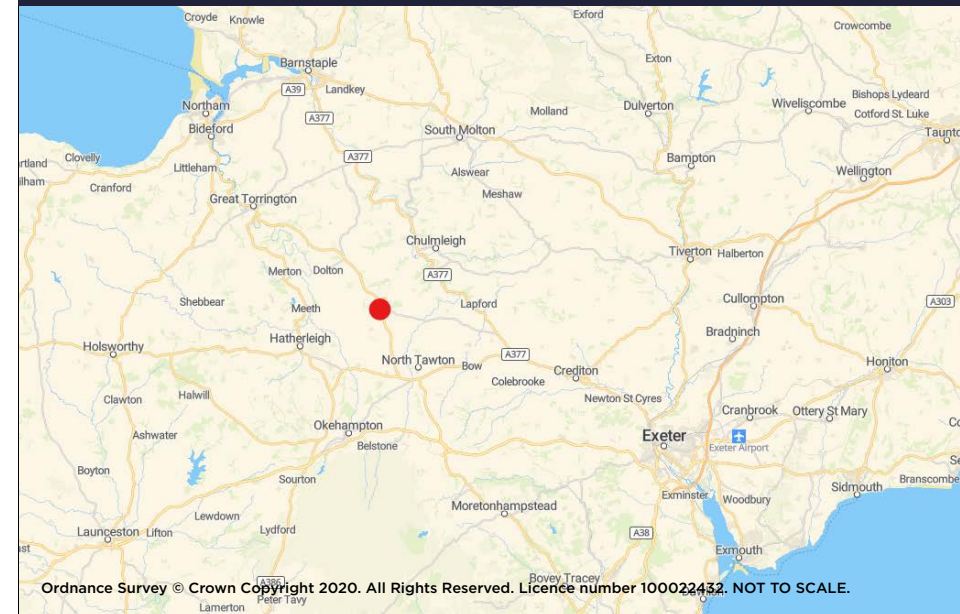 Croyde
Knowle
Exford
Crowcombe
Barnstaple
Exton
A39
Landkey
Bishops Lydeard
Northam
A377
Molland
Dulverton
Wiveliscombe
Cotford St. Luke
Bideford
South Molton
Clovelly
A377
Bampton
Littleham
Alswear
Wellington
Cranford
Meshaw
Great Torrington
Chulmleigh
Tiverton
Halberton
Merton
Dolton
A377
Shebbear
Meeth
Lapford
Cullompton
A303
Hatherleigh
Bradninch
Holsworthy
North Tawton
Bow
A377
Crediton
Honiton
Colebrooke
Clawton
Halwill
Newton St Cyres
Cranbrook
Ottery St Mary
Okehampton
Exeter
Ashwater
Belstone
Exeter Airport
Boyton
Sourton
Sidmouth
Branscombe
Exminster
Woodbury
Moretonhampstead
Lewdown
Launceston
Lifton
Lydford
A38
Exmouth
Bovey Tracey
A386
Ordnance Survey © Crown Copyright 2020. All Rights Reserved. Licence number 100022432. NOT TO SCALE.
Lamerton
Peter Tavy